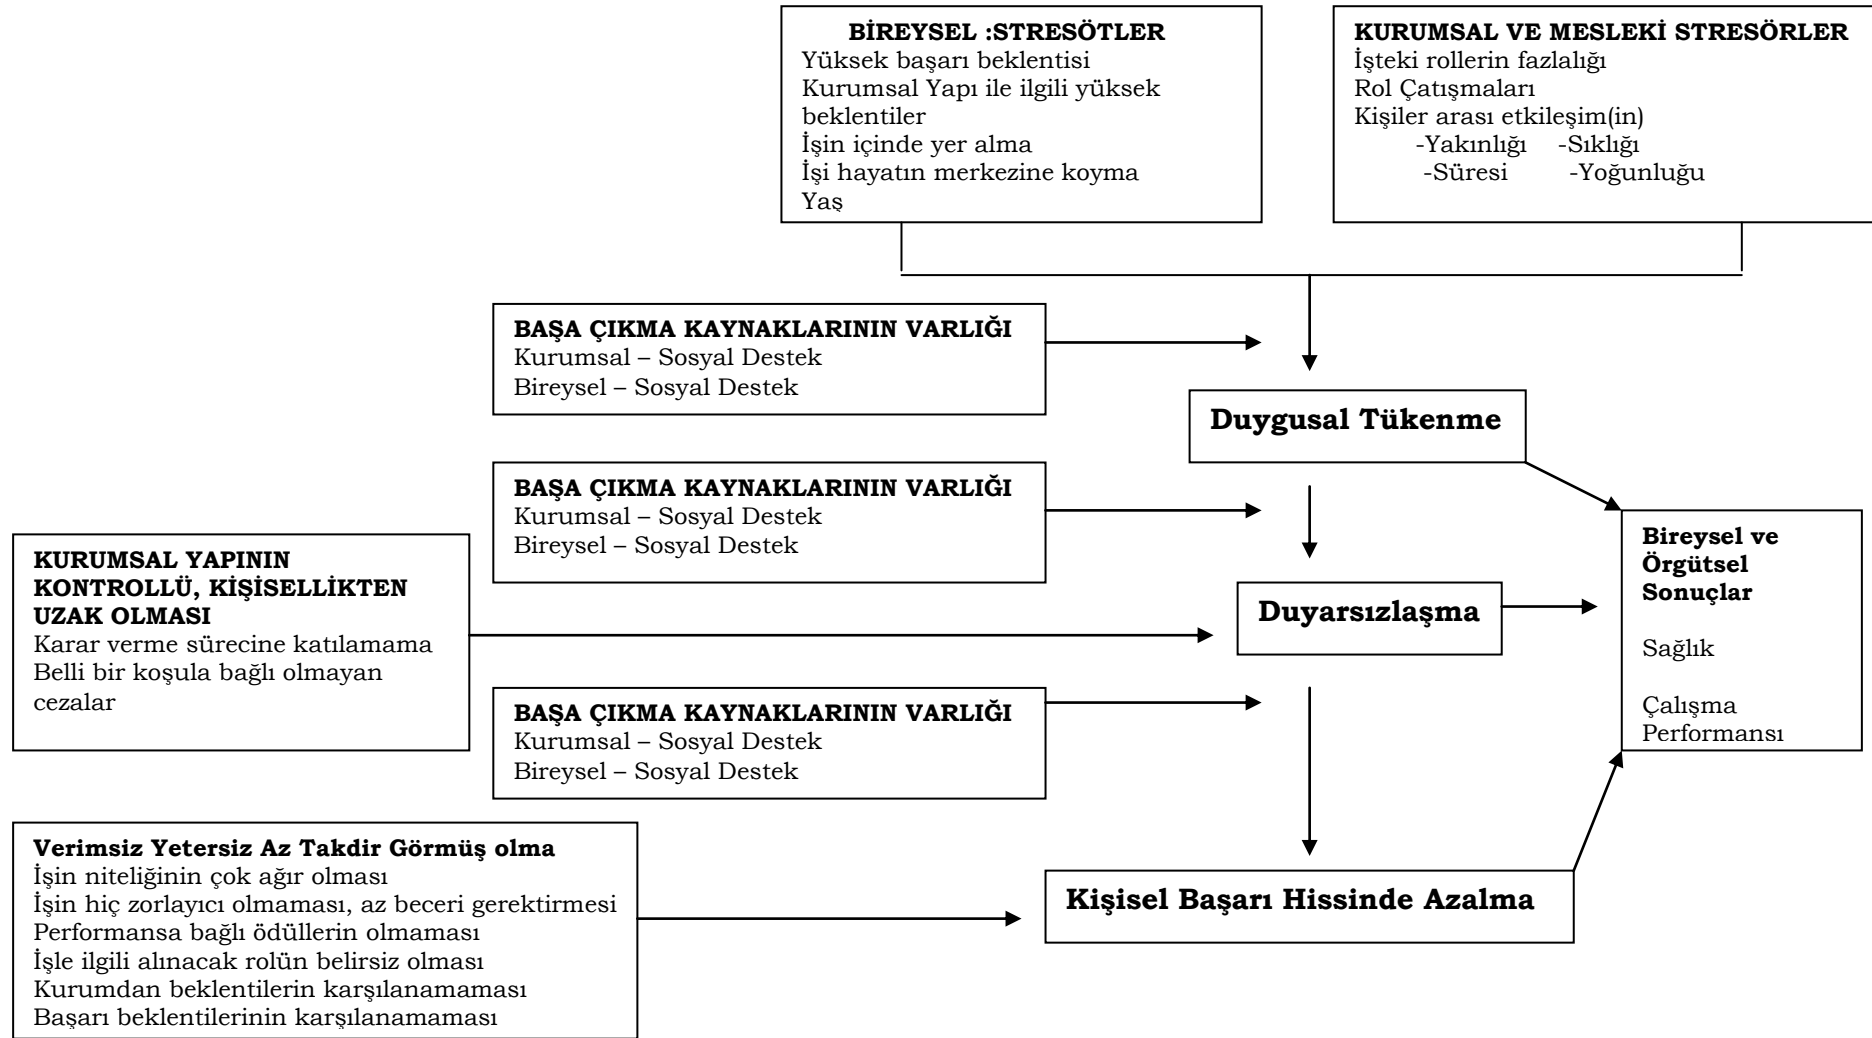 BİREYSEL :STRESÖTLER
Yüksek başarı beklentisi
Kurumsal Yapı ile ilgili yüksek
beklentiler
İşin içinde yer alma
İşi hayatın merkezine koyma
Yaş
KURUMSAL VE MESLEKİ STRESÖRLER
İşteki rollerin fazlalığı
Rol Çatışmaları
Kişiler arası etkileşim(in)
-Yakınlığı -Sıklığı
-Süresi -Yoğunluğu
BAŞA ÇIKMA KAYNAKLARININ VARLIĞI
Kurumsal – Sosyal Destek
Bireysel – Sosyal Destek
Duygusal Tükenme
BAŞA ÇIKMA KAYNAKLARININ VARLIĞI
Kurumsal – Sosyal Destek
Bireysel – Sosyal Destek
KURUMSAL YAPININ
KONTROLLÜ, KİŞİSELLİKTEN
UZAK OLMASI
Karar verme sürecine katılamama
Belli bir koşula bağlı olmayan
cezalar
Duyarsızlaşma
Bireysel ve
Örgütsel
Sonuçlar
Sağlık
Çalışma
Performansı
BAŞA ÇIKMA KAYNAKLARININ VARLIĞI
Kurumsal – Sosyal Destek
Bireysel – Sosyal Destek
Verimsiz Yetersiz Az Takdir Görmüş olma
İşin niteliğinin çok ağır olması
İşin hiç zorlayıcı olmaması, az beceri gerektirmesi
Performansa bağlı ödüllerin olmaması
İşle ilgili alınacak rolün belirsiz olması
Kurumdan beklentilerin karşılanamaması
Başarı beklentilerinin karşılanamaması
Kişisel Başarı Hissinde Azalma